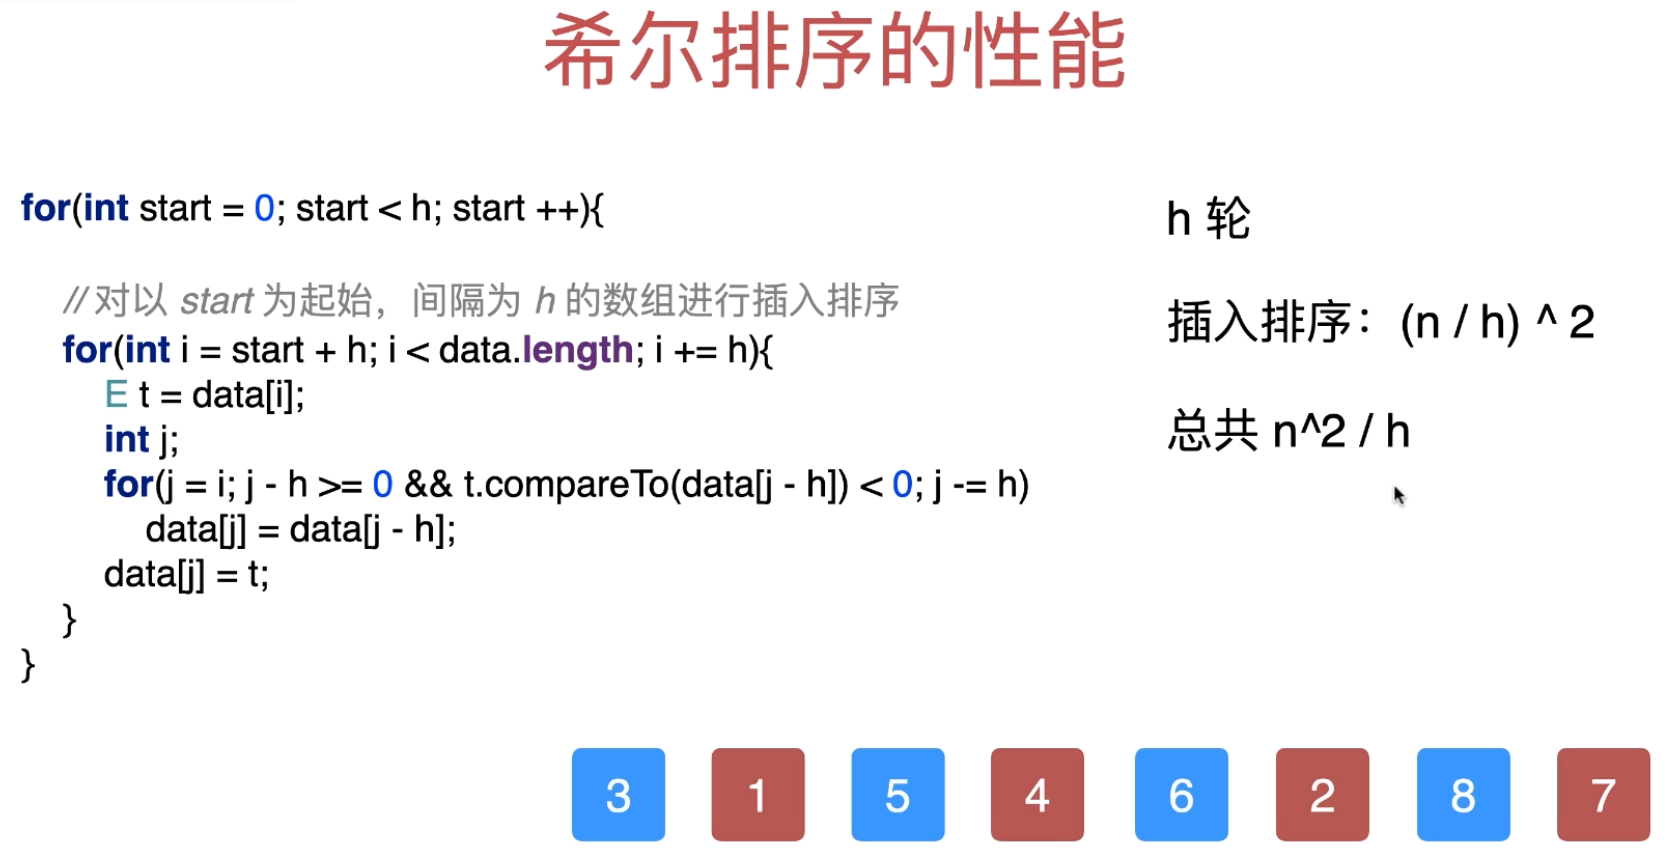 希尔排序的性能
for(int start = 0; start < h; start ++){
//对以 start 为起始，间隔为 h 的数组进行插入排序
for(int i = start + h; i < data.length; i += h){
E t = data[i];
int j;
for(j = i; j - h >= 0 && t.compareTo(data[j - h]) < 0; j -= h)
data[j] = data[j - h];
data[j] = t;
}
}
h 轮
插入排序：(n / h) ^ 2
总共 n^2 / h
3 1 5 4 6 2 8 7